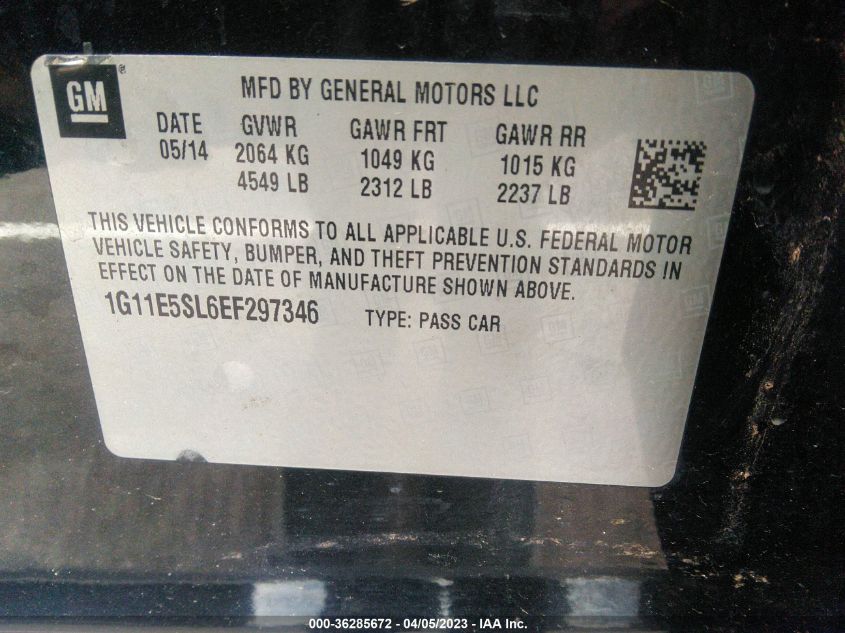 GM®
MFD BY GENERAL MOTORS LLC
DATE GVWR GAWR FRT GAWR RR
05/14 2064 KG 1049 KG 1015 KG
4549 LB 2312 LB 2237 LB
THIS VEHICLE CONFORMS TO ALL APPLICABLE U.S. FEDERAL MOTOR
VEHICLE SAFETY, BUMPER, AND THEFT PREVENTION STANDARDS IN
EFFECT ON THE DATE OF MANUFACTURE SHOWN ABOVE.
1G11E5SL6EF297346 TYPE: PASS CAR
000-36285672 - 04/05/2023 - IAA Inc.